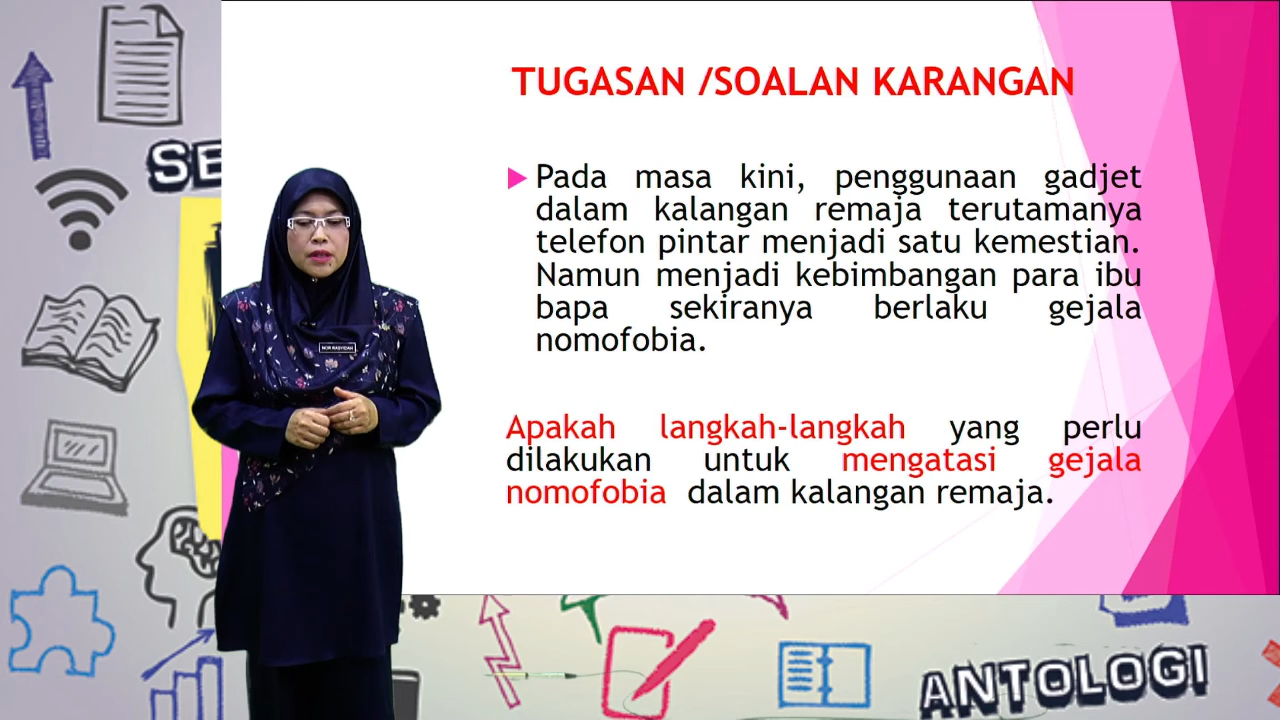 TUGASAN /SOALAN KARANGAN
Pada masa kini, penggunaan gadjet
dalam kalangan remaja terutamanya
telefon pintar menjadi satu kemestian.
Namun menjadi kebimbangan para ibu
bapa sekiranya berlaku gejala
nomofobia.
Apakah langkah-langkah yang perlu
dilakukan untuk mengatasi gejala
nomofobia dalam kalangan remaja.
SE
NOR RASYIDAH
ANTOLOGI